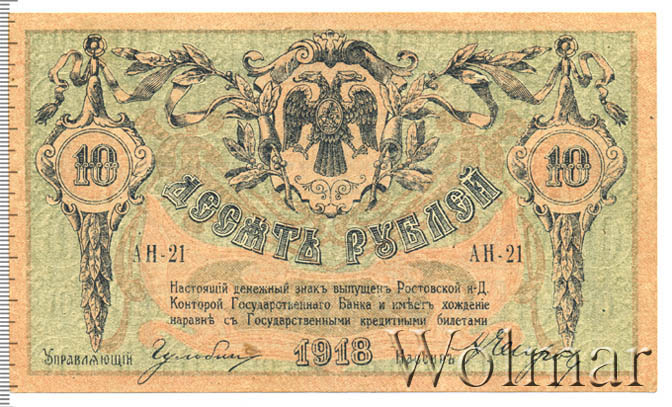 10 10
ДЕСЯТЬ РУБЛЕЙ
АН-21 АН-21
Настоящій денежный знакъ выпущенъ Ростовской н-Д.
Конторой Государственнаго Банка и имѣетъ хожденіе
наравнѣ съ Государственными кредитными билетами
Управляющій 1918 Кассиръ
Wolmar